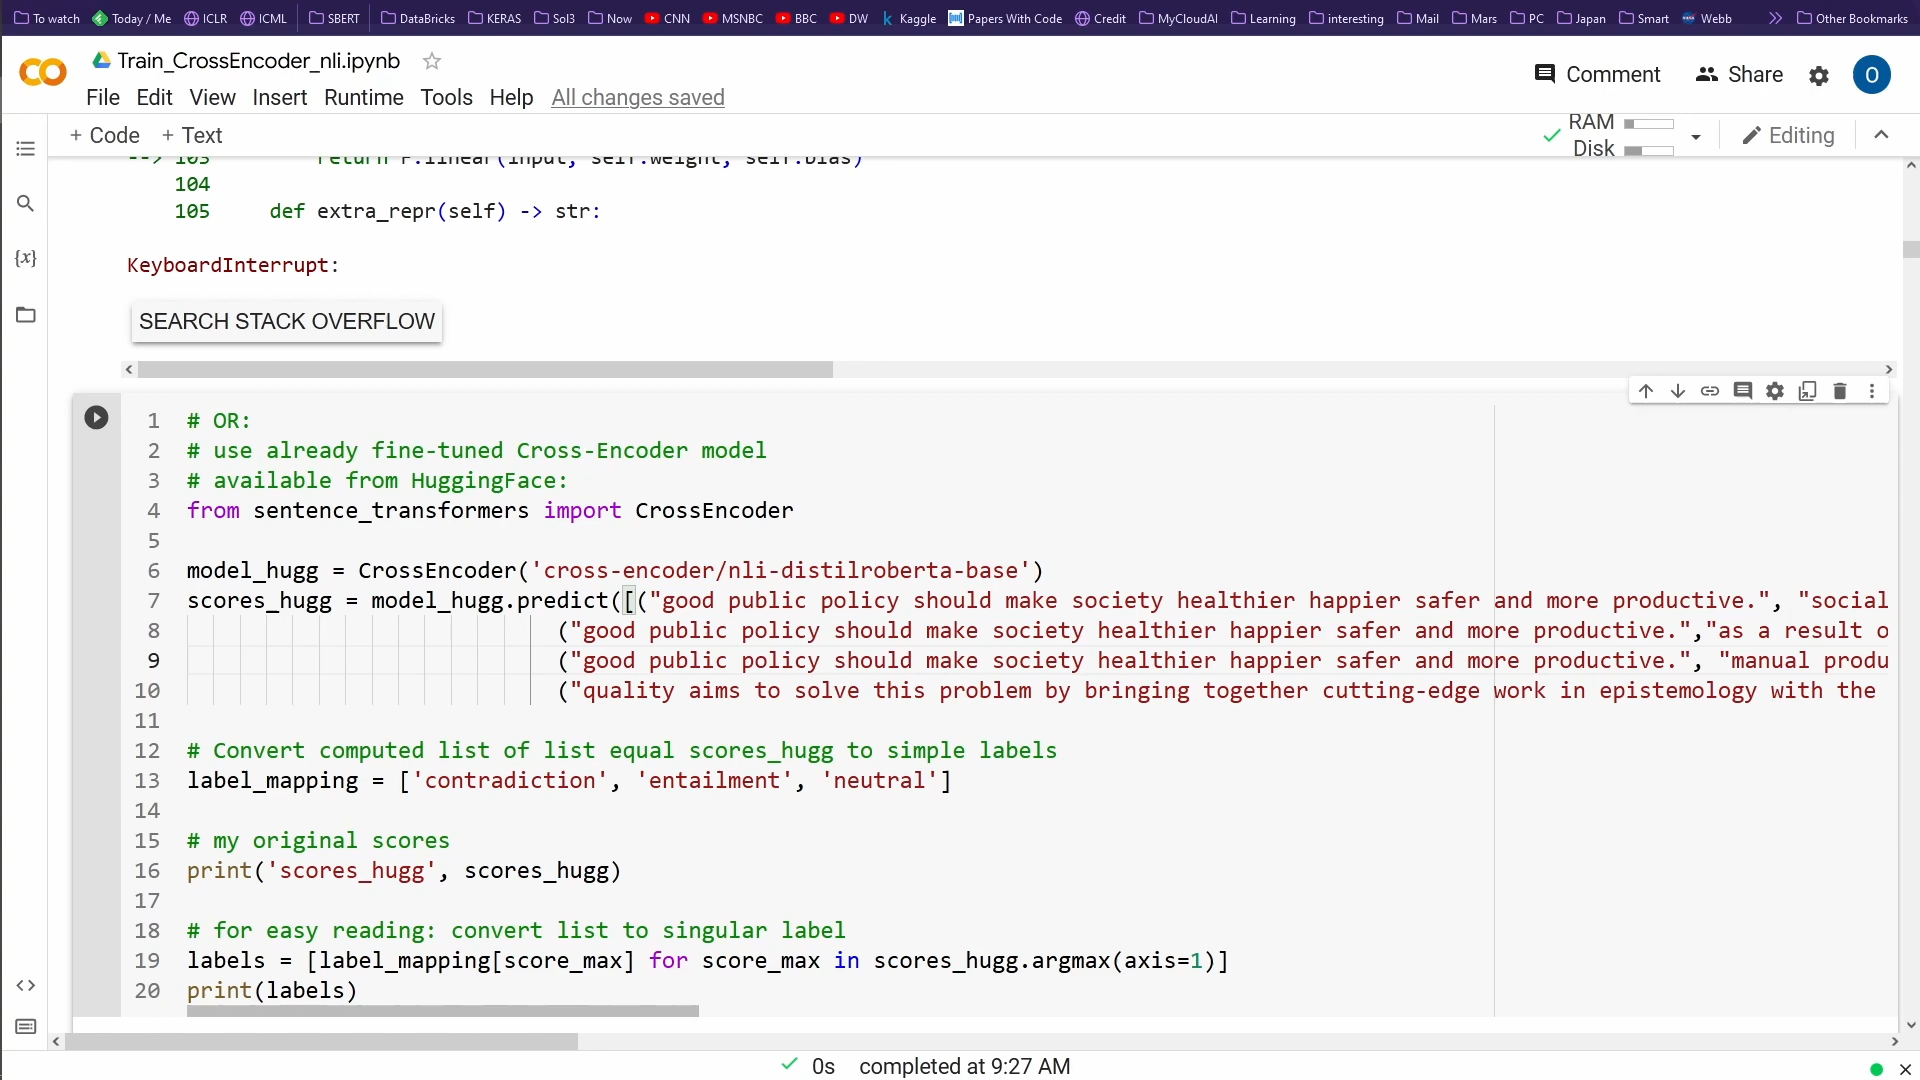 To watch Today / Me ICLR ICML SBERT DataBricks KERAS Sol3 Now CNN MSNBC BBC DW Kaggle Papers With Code Credit MyCloudAI Learning interesting Mail Mars PC Japan Smart Webb Other Bookmarks
Train_CrossEncoder_nli.ipynb
Comment Share O
File Edit View Insert Runtime Tools Help All changes saved
+ Code + Text
RAM
Disk
Editing
--> 103 return F.linear(input, self.weight, self.bias)
104
105 def extra_repr(self) -> str:
KeyboardInterrupt:
SEARCH STACK OVERFLOW
1 # OR:
2 # use already fine-tuned Cross-Encoder model
3 # available from HuggingFace:
4 from sentence_transformers import CrossEncoder
5
6 model_hugg = CrossEncoder('cross-encoder/nli-distilroberta-base')
7 scores_hugg = model_hugg.predict([("good public policy should make society healthier happier safer and more productive.", "social
8 ("good public policy should make society healthier happier safer and more productive.","as a result o
9 ("good public policy should make society healthier happier safer and more productive.", "manual produ
10 ("quality aims to solve this problem by bringing together cutting-edge work in epistemology with the
11
12 # Convert computed list of list equal scores_hugg to simple labels
13 label_mapping = ['contradiction', 'entailment', 'neutral']
14
15 # my original scores
16 print('scores_hugg', scores_hugg)
17
18 # for easy reading: convert list to singular label
19 labels = [label_mapping[score_max] for score_max in scores_hugg.argmax(axis=1)]
20 print(labels)
0s completed at 9:27 AM